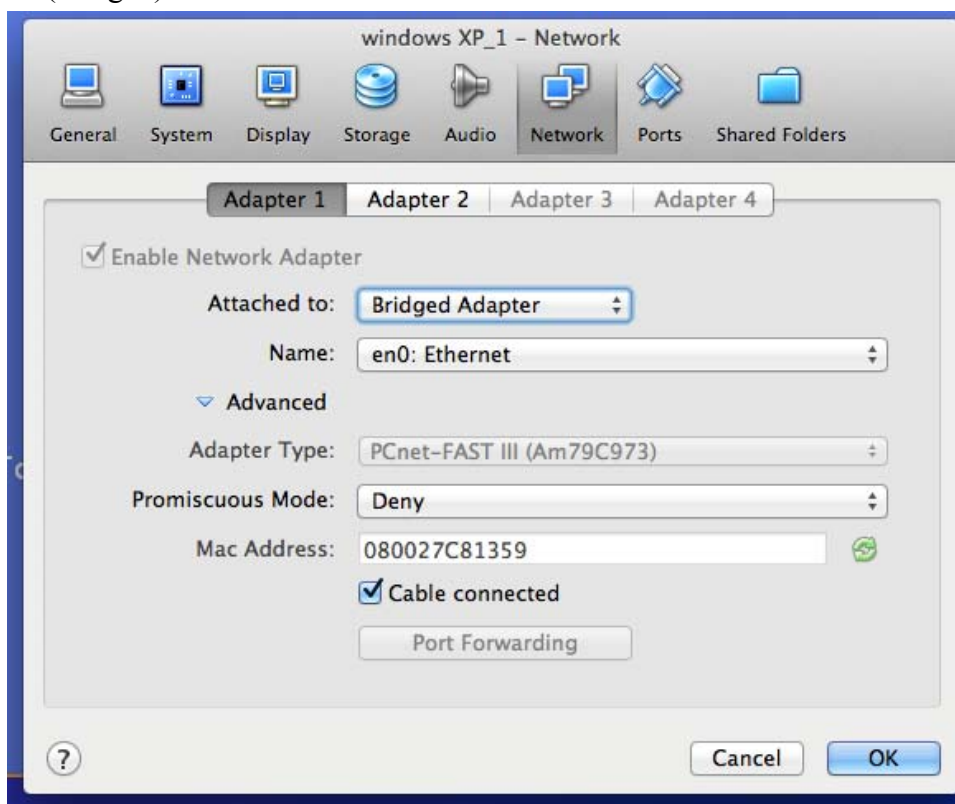 windows XP_1 – Network
General System Display Storage Audio Network Ports Shared Folders
Adapter 1 Adapter 2 Adapter 3 Adapter 4
Enable Network Adapter
Attached to: Bridged Adapter
Name: en0: Ethernet
Advanced
Adapter Type: PCnet-FAST III (Am79C973)
Promiscuous Mode: Deny
Mac Address: 080027C81359
Cable connected
Port Forwarding
? Cancel OK